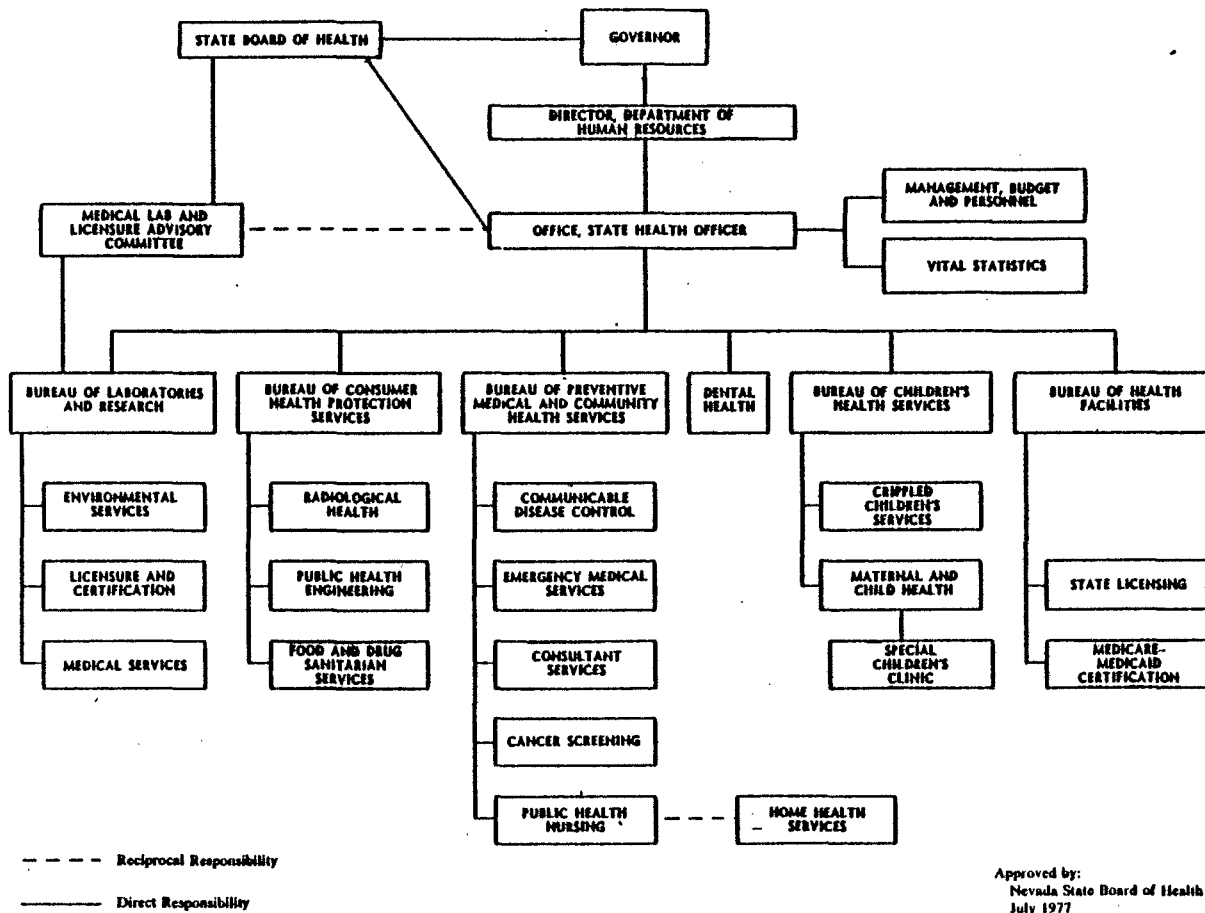 STATE BOARD OF HEALTH
GOVERNOR
DIRECTOR, DEPARTMENT OF
HUMAN RESOURCES
MANAGEMENT, BUDGET
AND PERSONNEL
MEDICAL LAB AND
LICENSURE ADVISORY
COMMITTEE
OFFICE, STATE HEALTH OFFICER
VITAL STATISTICS
BUREAU OF LABORATORIES
AND RESEARCH
BUREAU OF CONSUMER
HEALTH PROTECTION
SERVICES
BUREAU OF PREVENTIVE
MEDICAL AND COMMUNITY
HEALTH SERVICES
DENTAL
HEALTH
BUREAU OF CHILDREN'S
HEALTH SERVICES
BUREAU OF HEALTH
FACILITIES
ENVIRONMENTAL
SERVICES
RADIOLOGICAL
HEALTH
COMMUNICABLE
DISEASE CONTROL
CRIPPLED
CHILDREN'S
SERVICES
LICENSURE AND
CERTIFICATION
PUBLIC HEALTH
ENGINEERING
EMERGENCY MEDICAL
SERVICES
MATERNAL AND
CHILD HEALTH
STATE LICENSING
MEDICAL SERVICES
FOOD AND DRUG
SANITARIAN
SERVICES
CONSULTANT
SERVICES
SPECIAL
CHILDREN'S
CLINIC
MEDICARE-
MEDICAID
CERTIFICATION
CANCER SCREENING
PUBLIC HEALTH
NURSING
HOME HEALTH
SERVICES
Reciprocal Responsibility
Direct Responsibility
Approved by:
Nevada State Board of Health
July 1977